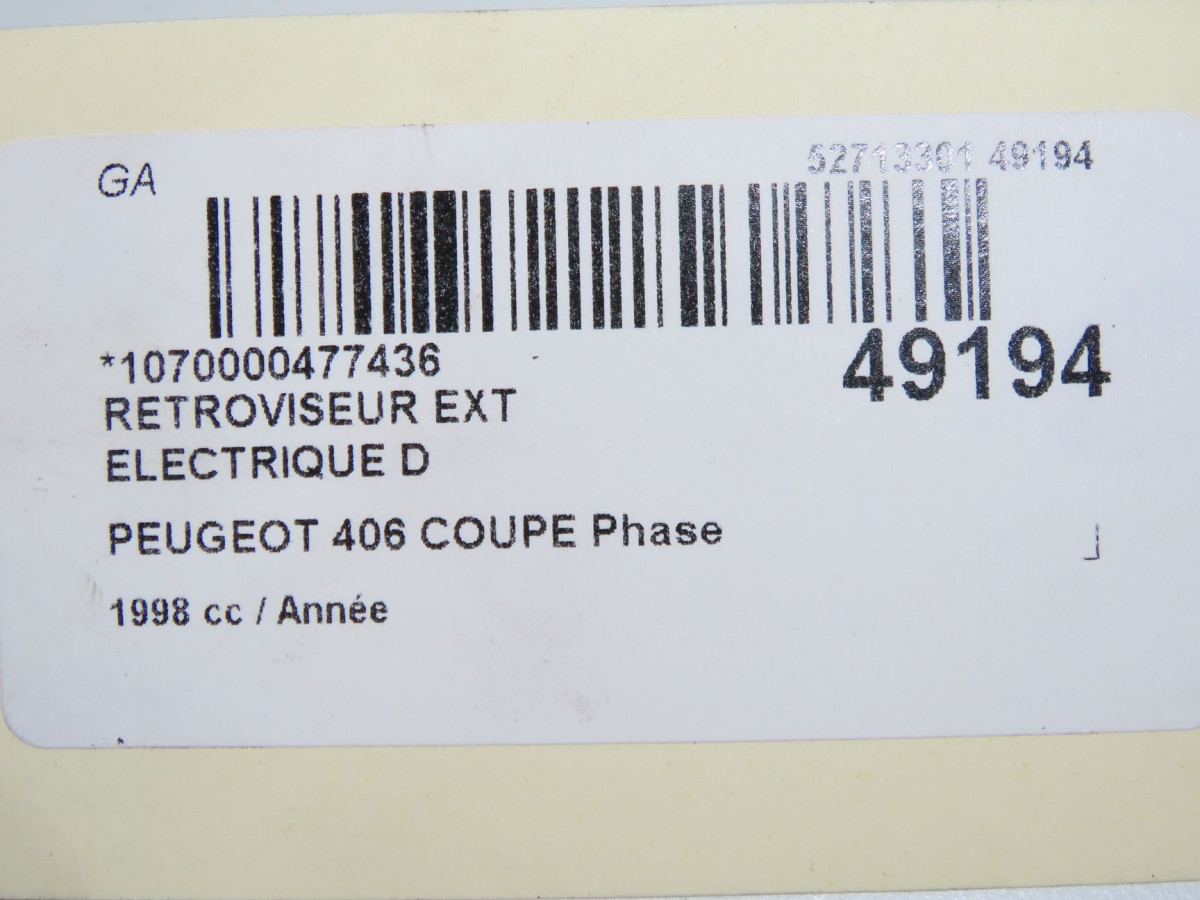 GA
52713301 49194
*1070000477436
49194
RETROVISEUR EXT
ELECTRIQUE D
PEUGEOT 406 COUPE Phase
1998 cc / Année